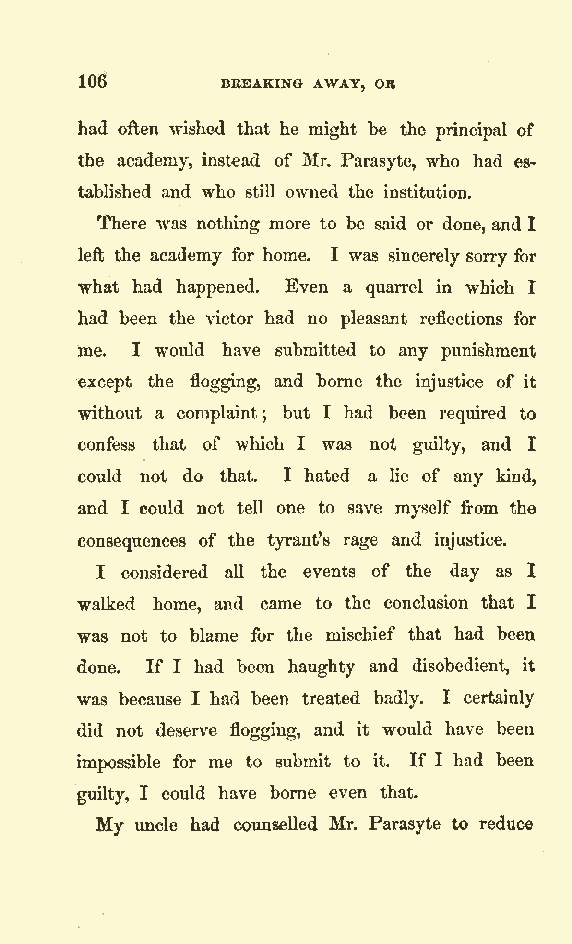 106 BREAKING AWAY, OR
had often wished that he might be the principal of
the academy, instead of Mr. Parasyte, who had es-
tablished and who still owned the institution.
There was nothing more to be said or done, and I
left the academy for home. I was sincerely sorry for
what had happened. Even a quarrel in which I
had been the victor had no pleasant reflections for
me. I would have submitted to any punishment
except the flogging, and borne the injustice of it
without a complaint; but I had been required to
confess that of which I was not guilty, and I
could not do that. I hated a lie of any kind,
and I could not tell one to save myself from the
consequences of the tyrant's rage and injustice.
I considered all the events of the day as I
walked home, and came to the conclusion that I
was not to blame for the mischief that had been
done. If I had been haughty and disobedient, it
was because I had been treated badly. I certainly
did not deserve flogging, and it would have been
impossible for me to submit to it. If I had been
guilty, I could have borne even that.
My uncle had counselled Mr. Parasyte to reduce